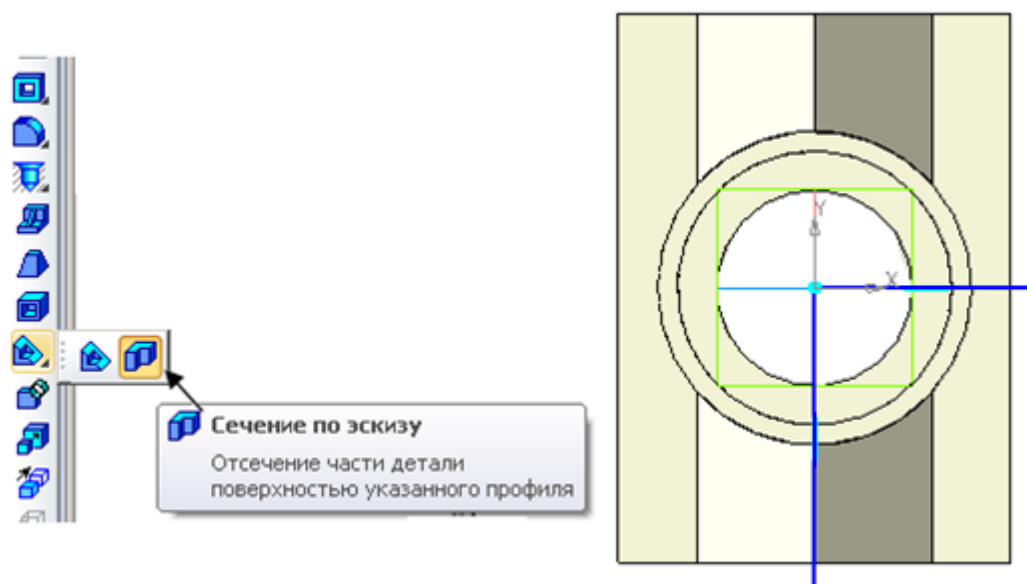 Y
X
Сечение по эскизу
Отсечение части детали
поверхностью указанного профиля